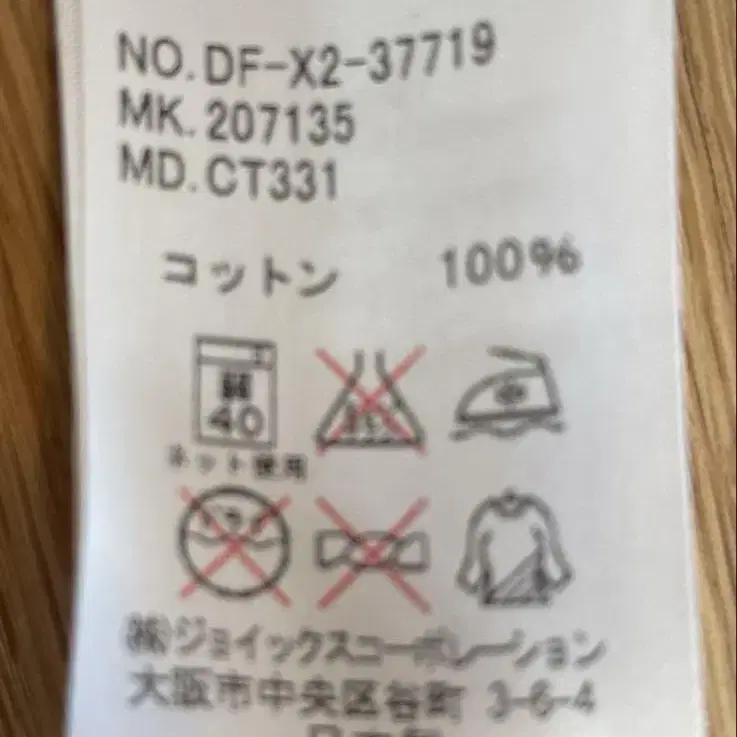 NO.DF-X2-37719
MK.207135
MD.CT331
コットン 100%
弱
40
ネット使用
㈱ジョイックスコーポレーション
大阪市中央区谷町 3-6-4